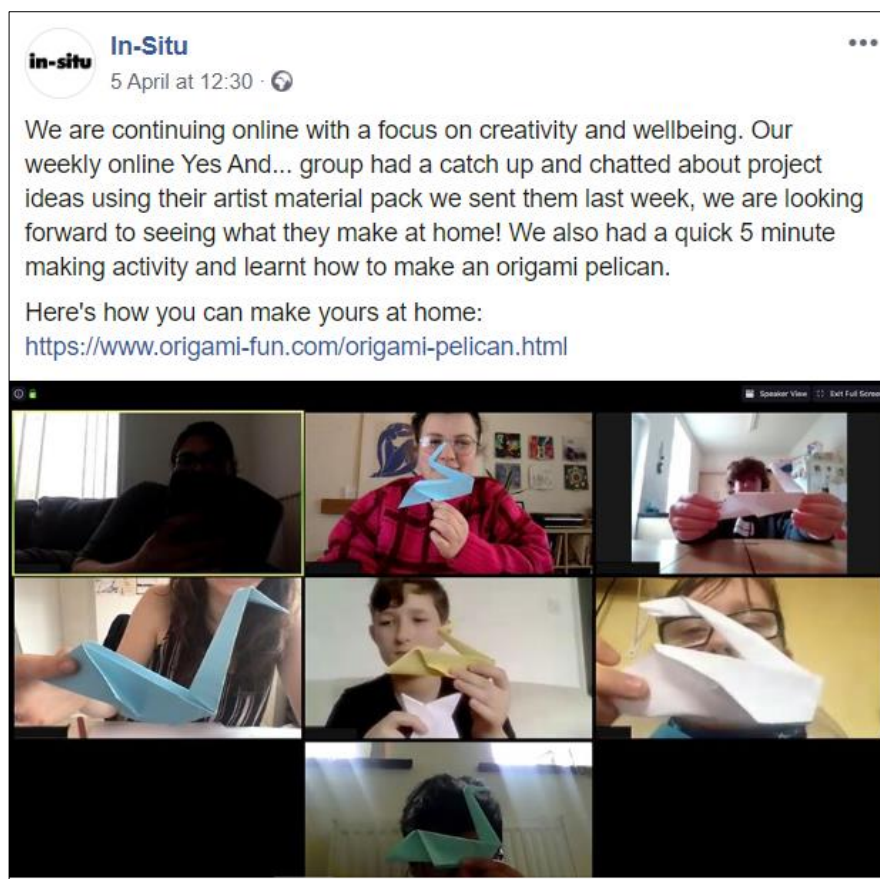 in-situ
In-Situ
5 April at 12:30 ·
We are continuing online with a focus on creativity and wellbeing. Our
weekly online Yes And... group had a catch up and chatted about project
ideas using their artist material pack we sent them last week, we are looking
forward to seeing what they make at home! We also had a quick 5 minute
making activity and learnt how to make an origami pelican.
Here's how you can make yours at home:
https://www.origami-fun.com/origami-pelican.html
Speaker View Exit Full Screen